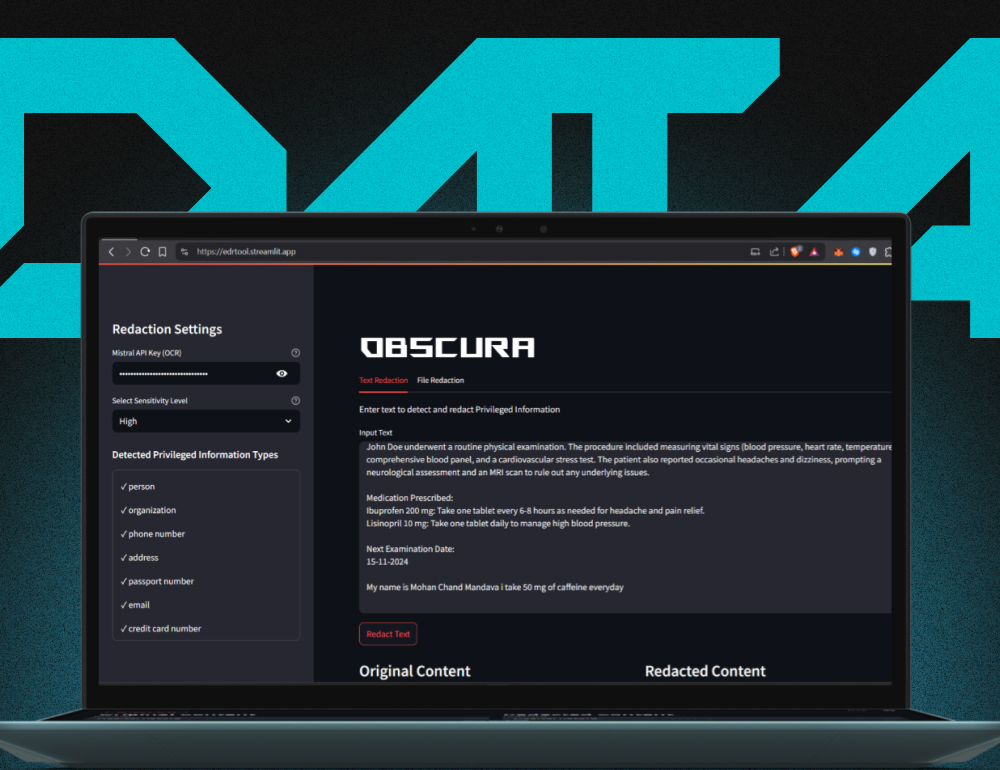 DATA
https://edrtool.streamlit.app
Redaction Settings
Mistral API Key (OCR)
••••••••••••••••••••••••••••••••
Select Sensitivity Level
High
Detected Privileged Information Types
✓ person
✓ organization
✓ phone number
✓ address
✓ passport number
✓ email
✓ credit card number
OBSCURA
Text Redaction File Redaction
Enter text to detect and redact Privileged Information
Input Text
John Doe underwent a routine physical examination. The procedure included measuring vital signs (blood pressure, heart rate, temperature
comprehensive blood panel, and a cardiovascular stress test. The patient also reported occasional headaches and dizziness, prompting a
neurological assessment and an MRI scan to rule out any underlying issues.
Medication Prescribed:
Ibuprofen 200 mg: Take one tablet every 6-8 hours as needed for headache and pain relief.
Lisinopril 10 mg: Take one tablet daily to manage high blood pressure.
Next Examination Date:
15-11-2024
My name is Mohan Chand Mandava i take 50 mg of caffeine everyday
Redact Text
Original Content Redacted Content